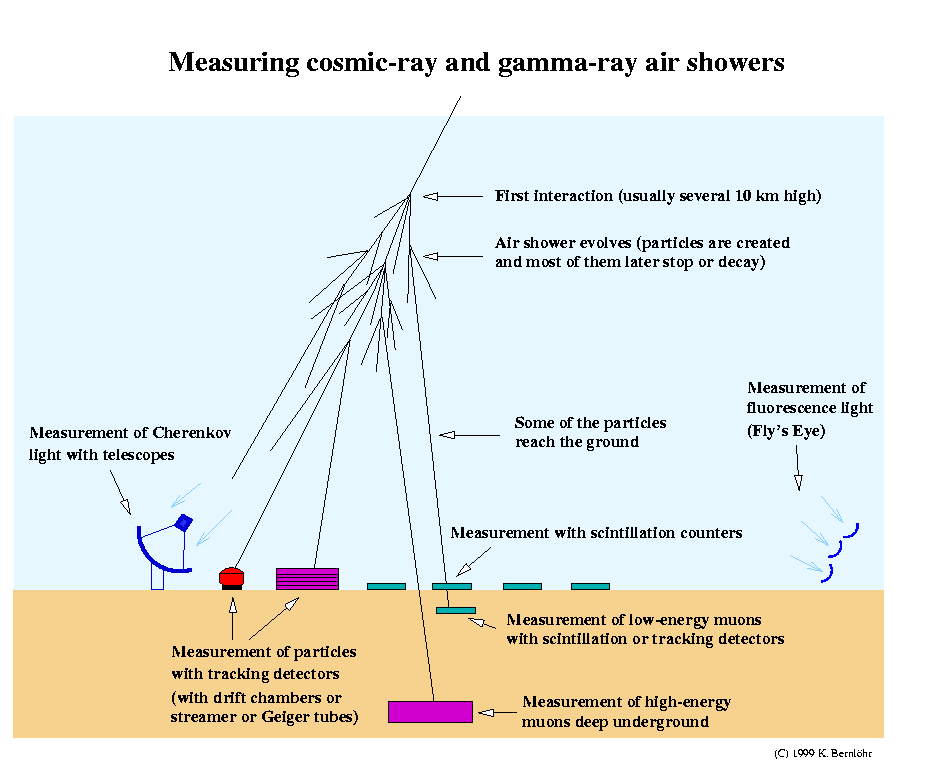 Measuring cosmic-ray and gamma-ray air showers
First interaction (usually several 10 km high)
Air shower evolves (particles are created
and most of them later stop or decay)
Measurement of
fluorescence light
(Fly's Eye)
Some of the particles
reach the ground
Measurement of Cherenkov
light with telescopes
Measurement with scintillation counters
Measurement of low-energy muons
with scintillation or tracking detectors
Measurement of particles
with tracking detectors
(with drift chambers or
streamer or Geiger tubes)
Measurement of high-energy
muons deep underground
(C) 1999 K. Bernlöhr